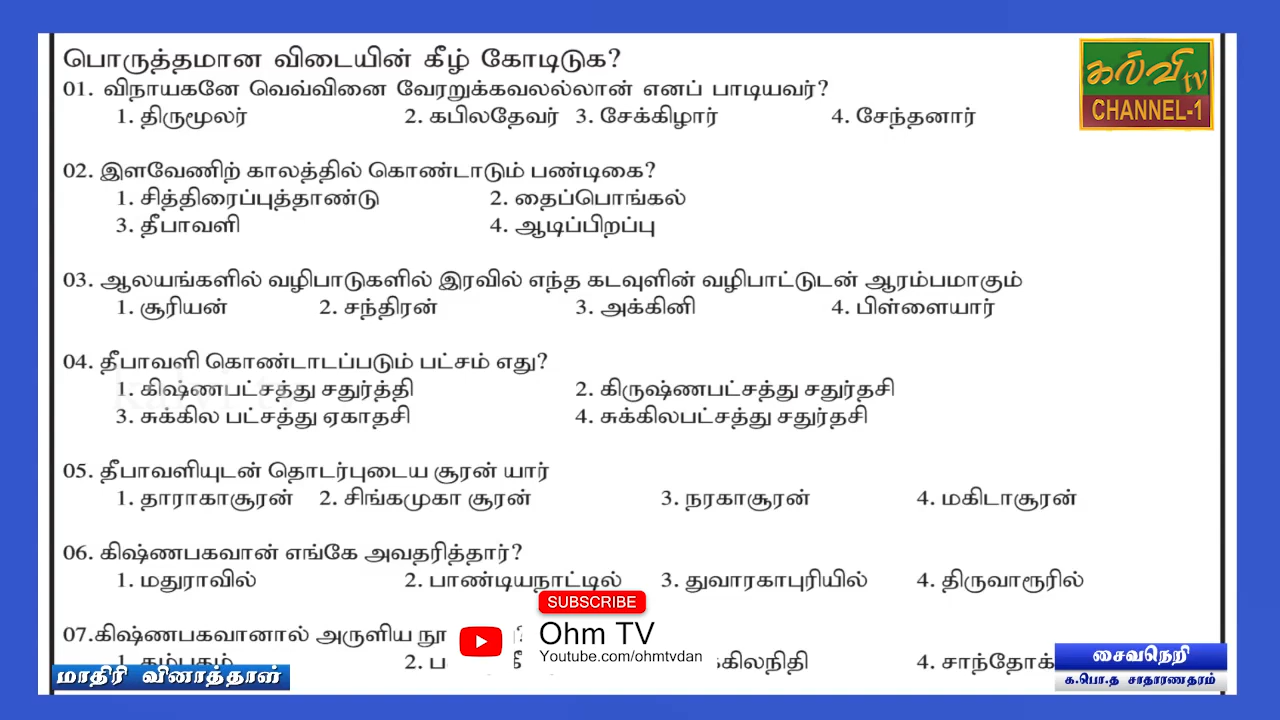 பொருத்தமான விடையின் கீழ் கோடிடுக?
கல்வி tv
CHANNEL-1
01. விநாயகனே வெவ்வினை வேரறுக்கவலல்லான் எனப் பாடியவர்?
1. திருமூலர் 2. கபிலதேவர் 3. சேக்கிழார் 4. சேந்தனார்
02. இளவேணிற் காலத்தில் கொண்டாடும் பண்டிகை?
1. சித்திரைப்புத்தாண்டு 2. தைப்பொங்கல்
3. தீபாவளி 4. ஆடிப்பிறப்பு
03. ஆலயங்களில் வழிபாடுகளில் இரவில் எந்த கடவுளின் வழிபாட்டுடன் ஆரம்பமாகும்
1. சூரியன் 2. சந்திரன் 3. அக்கினி 4. பிள்ளையார்
04. தீபாவளி கொண்டாடப்படும் பட்சம் எது?
1. கிஷ்ணபட்சத்து சதுர்த்தி 2. கிருஷ்ணபட்சத்து சதுர்தசி
3. சுக்கில பட்சத்து ஏகாதசி 4. சுக்கிலபட்சத்து சதுர்தசி
05. தீபாவளியுடன் தொடர்புடைய சூரன் யார்
1. தாராகாசூரன் 2. சிங்கமுகா சூரன் 3. நரகாசூரன் 4. மகிடாசூரன்
06. கிஷ்ணபகவான் எங்கே அவதரித்தார்?
1. மதுராவில் 2. பாண்டியநாட்டில் 3. துவாரகாபுரியில் 4. திருவாரூரில்
07.கிஷ்ணபகவானால் அருளிய
2. 4.
SUBSCRIBE
Ohm TV
Youtube.com/ohmtvdan
மாதிரி வினாத்தாள்
சைவநெறி
க.பொ.த சாதாரணதரம்